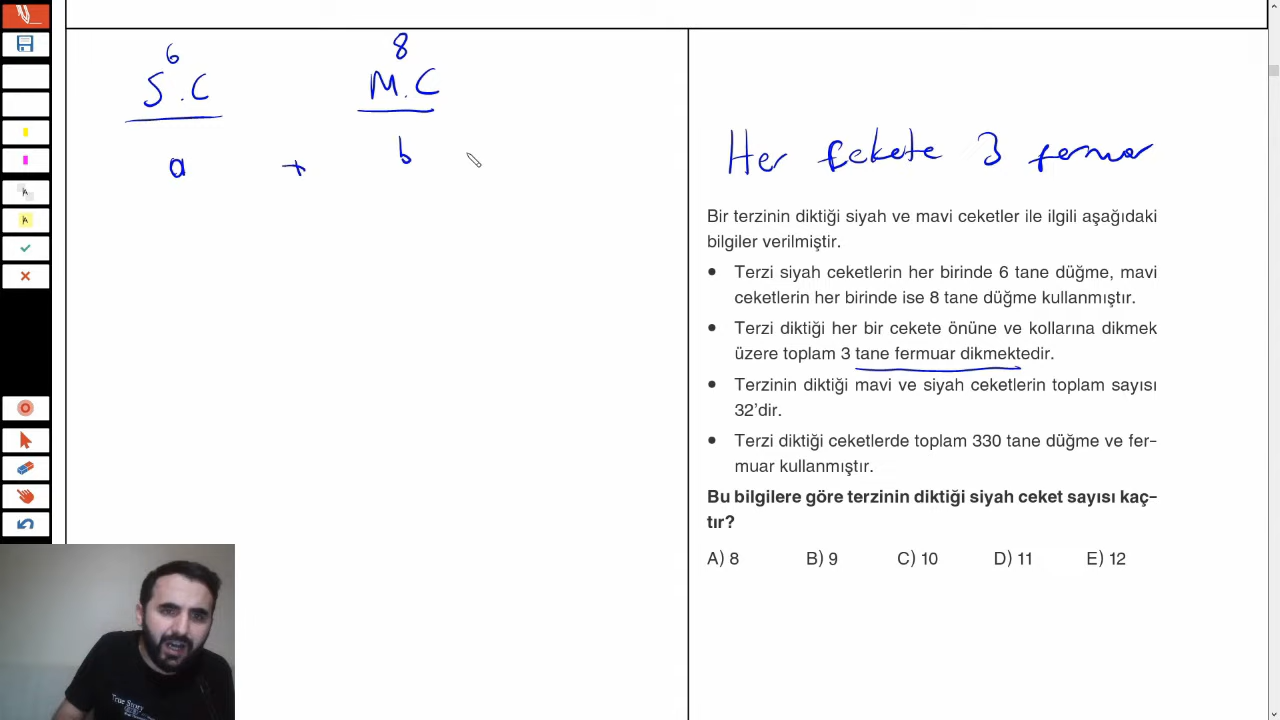 6
8
S.C
M.C
a + b
Her cekete 3 fermuar
Bir terzinin diktiği siyah ve mavi ceketler ile ilgili aşağıdaki
bilgiler verilmiştir.
• Terzi siyah ceketlerin her birinde 6 tane düğme, mavi
ceketlerin her birinde ise 8 tane düğme kullanmıştır.
• Terzi diktiği her bir cekete önüne ve kollarına dikmek
üzere toplam 3 tane fermuar dikmektedir.
• Terzinin diktiği mavi ve siyah ceketlerin toplam sayısı
32'dir.
• Terzi diktiği ceketlerde toplam 330 tane düğme ve fer-
muar kullanmıştır.
Bu bilgilere göre terzinin diktiği siyah ceket sayısı kaç-
tır?
A) 8 B) 9 C) 10 D) 11 E) 12
True Story